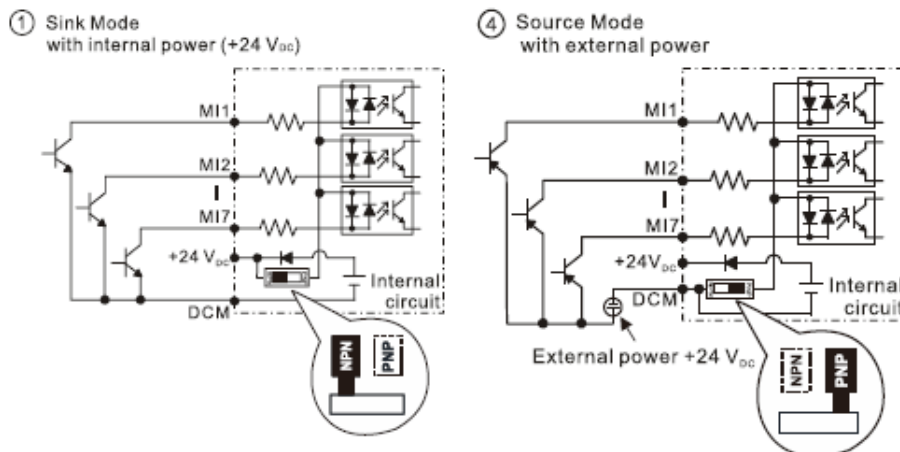 ① Sink Mode
with internal power (+24 VDC)
MI1
MI2
MI7
+24 VDC
DCM
Internal
circuit
NPN
PNP
④ Source Mode
with external power
MI1
MI2
MI7
+24VDC
DCM
Internal
circuit
External power +24 VDC
NPN
PNP